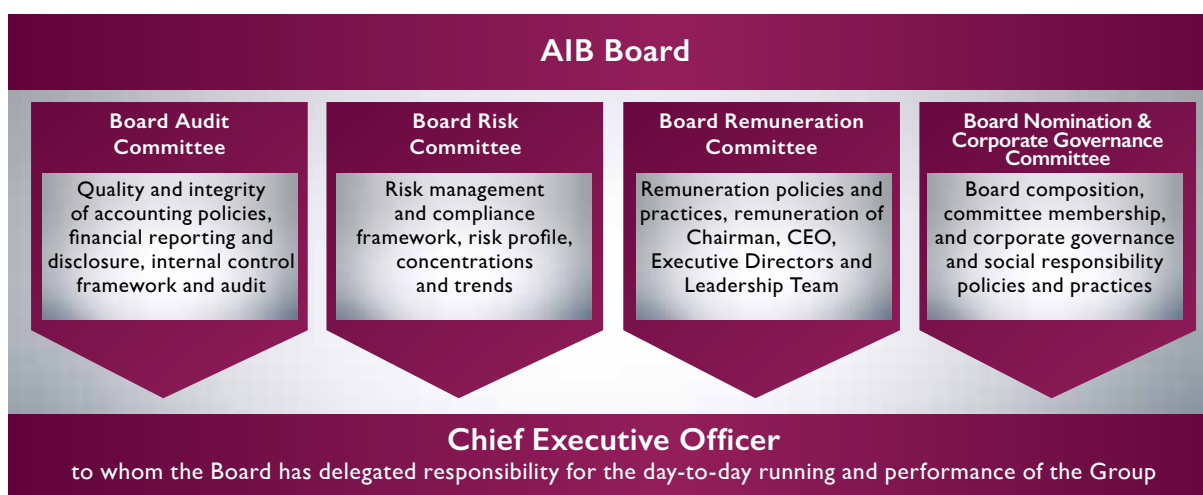 AIB Board
Board Audit
Committee
Quality and integrity
of accounting policies,
financial reporting and
disclosure, internal control
framework and audit
Board Risk
Committee
Risk management
and compliance
framework, risk profile,
concentrations
and trends
Board Remuneration
Committee
Remuneration policies and
practices, remuneration of
Chairman, CEO,
Executive Directors and
Leadership Team
Board Nomination &
Corporate Governance
Committee
Board composition,
committee membership,
and corporate governance
and social responsibility
policies and practices
Chief Executive Officer
to whom the Board has delegated responsibility for the day-to-day running and performance of the Group